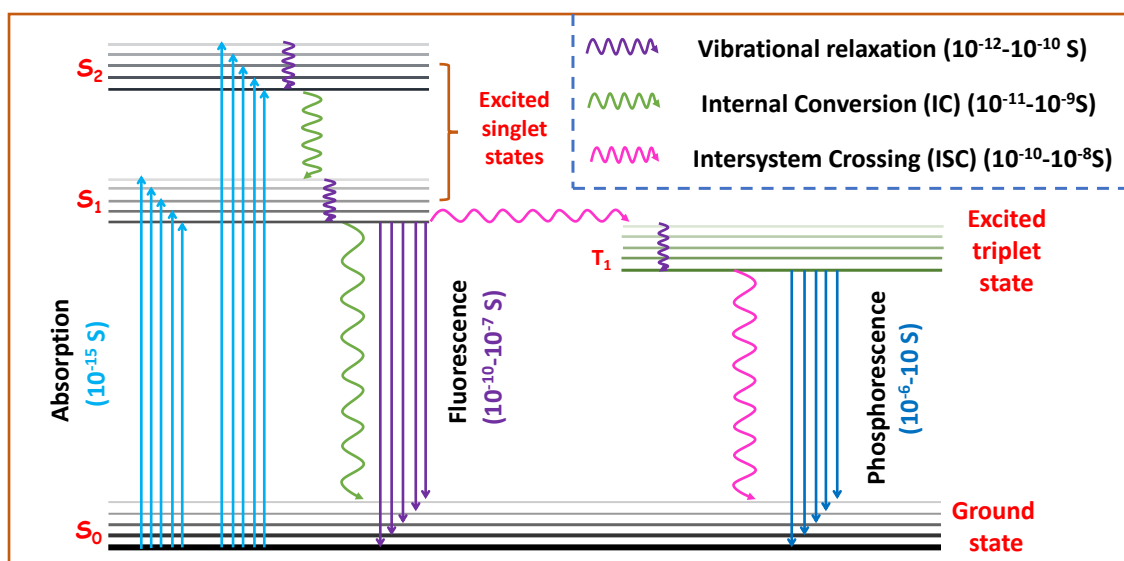 Vibrational relaxation (10⁻¹²-10⁻¹⁰ S)
Internal Conversion (IC) (10⁻¹¹-10⁻⁹S)
Intersystem Crossing (ISC) (10⁻¹⁰-10⁻⁸S)
S₂
Excited
singlet
states
S₁
T₁
Excited
triplet
state
Absorption
(10⁻¹⁵ S)
Fluorescence
(10⁻¹⁰-10⁻⁷ S)
Phosphorescence
(10⁻⁶-10 S)
S₀
Ground
state